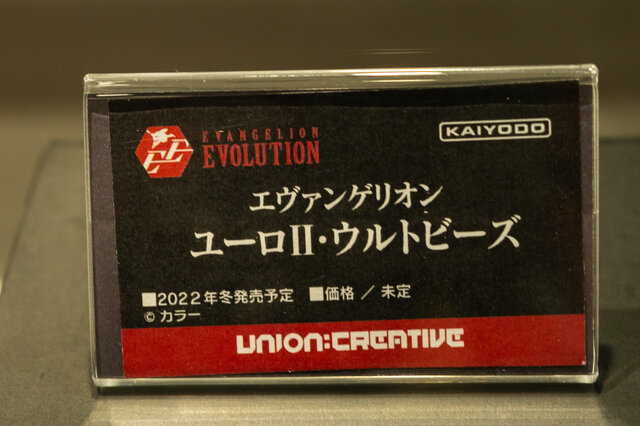 EVANGELION
EVOLUTION
KAIYODO
エヴァンゲリオン
ユーロII・ウルトビーズ
■2022年冬発売予定 ■価格 / 未定
©カラー
UNION:CREATIVE